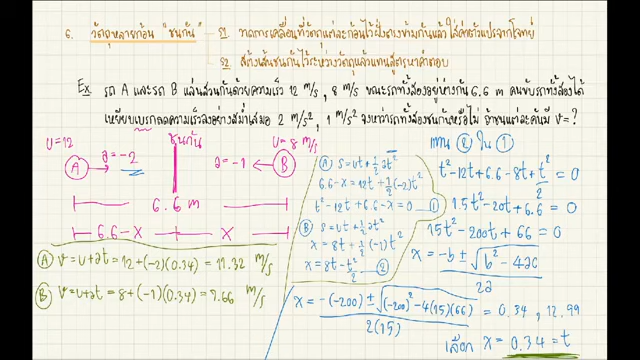 6. วัตถุหลายก้อน "ชนกัน"
S1 ทดการเคลื่อนที่วัตถุแต่ละก้อนไว้ฝั่งตรงข้ามกันแล้วใส่ค่าตัวแปรจากโจทย์
S2 ตั้งเส้นชนกันไว้ระหว่างวัตถุแล้วแทนสูตรหาคำตอบ
Ex รถ A และรถ B แล่นสวนกันด้วยความเร็ว 12 m/s, 8 m/s ขณะรถทั้งสองอยู่ห่างกัน 6.6 m คนขับรถทั้งสองได้
เหยียบเบรกลดความเร็วลงอย่างสม่ำเสมอ 2 m/s², 1 m/s² จงหาว่ารถทั้งสองชนกันหรือไม่ ถ้าชนแต่ละคันมี v=?
u=12
ชนกัน
u=8 m/s
A
a=-2
a=-1
B
6.6 m
6.6-x
x
A v=u+at=12+(-2)(0.34)=11.32 m/s
B v=u+at=8+(-1)(0.34)=7.66 m/s
A s=ut+½at²
6.6-x=12t+½(-2)t²
t²-12t+6.6-x=0 ①
B s=ut+½at²
x=8t+½(-1)t²
x=8t-t²/2 ②
แทน ② ใน ①
t²-12t+6.6-8t+t²/2=0
1.5t²-20t+6.6=0
15t²-200t+66=0
x=-b±√b²-4ac/2a
x=-(-200)±√(-200)²-4(15)(66)/2(15)=0.34, 12.99
เลือก x=0.34=t